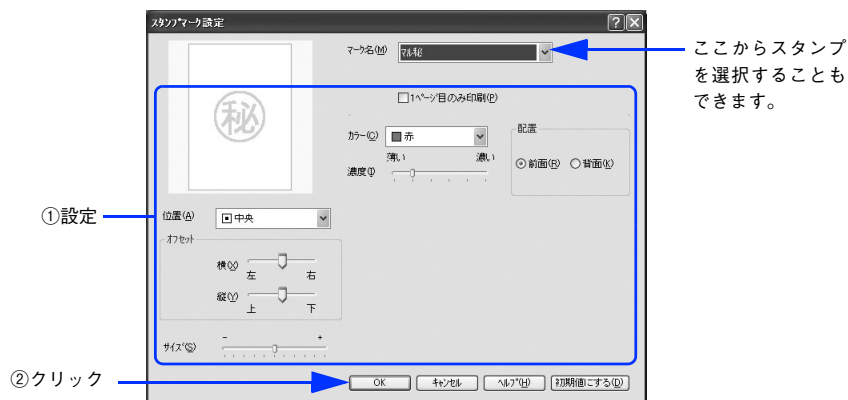 スタンプマーク設定
マーク名(M) マル秘
秘
1ページ目のみ印刷(P)
カラー(C) 赤
薄い 濃い
濃度(I)
配置
前面(R) 背面(K)
位置(A) 中央
オフセット
横(X)
左 右
縦(Y)
上 下
サイズ(S)
- +
OK キャンセル ヘルプ(H) 初期値にする(D)
ここからスタンプ
を選択することも
できます。
①設定
②クリック